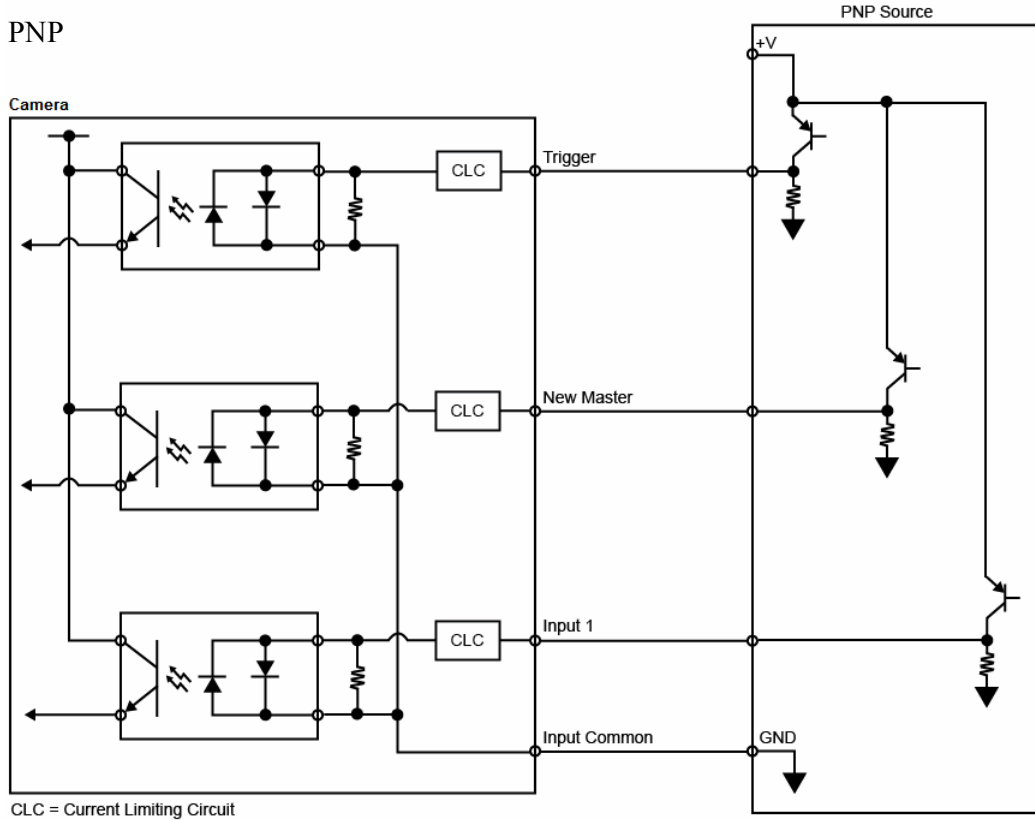 PNP
PNP Source
+V
Camera
CLC
Trigger
CLC
New Master
CLC
Input 1
Input Common
GND
CLC = Current Limiting Circuit